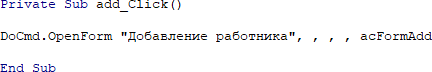 Private Sub add_Click()
DoCmd.OpenForm "Добавление работника", , , , acFormAdd
End Sub